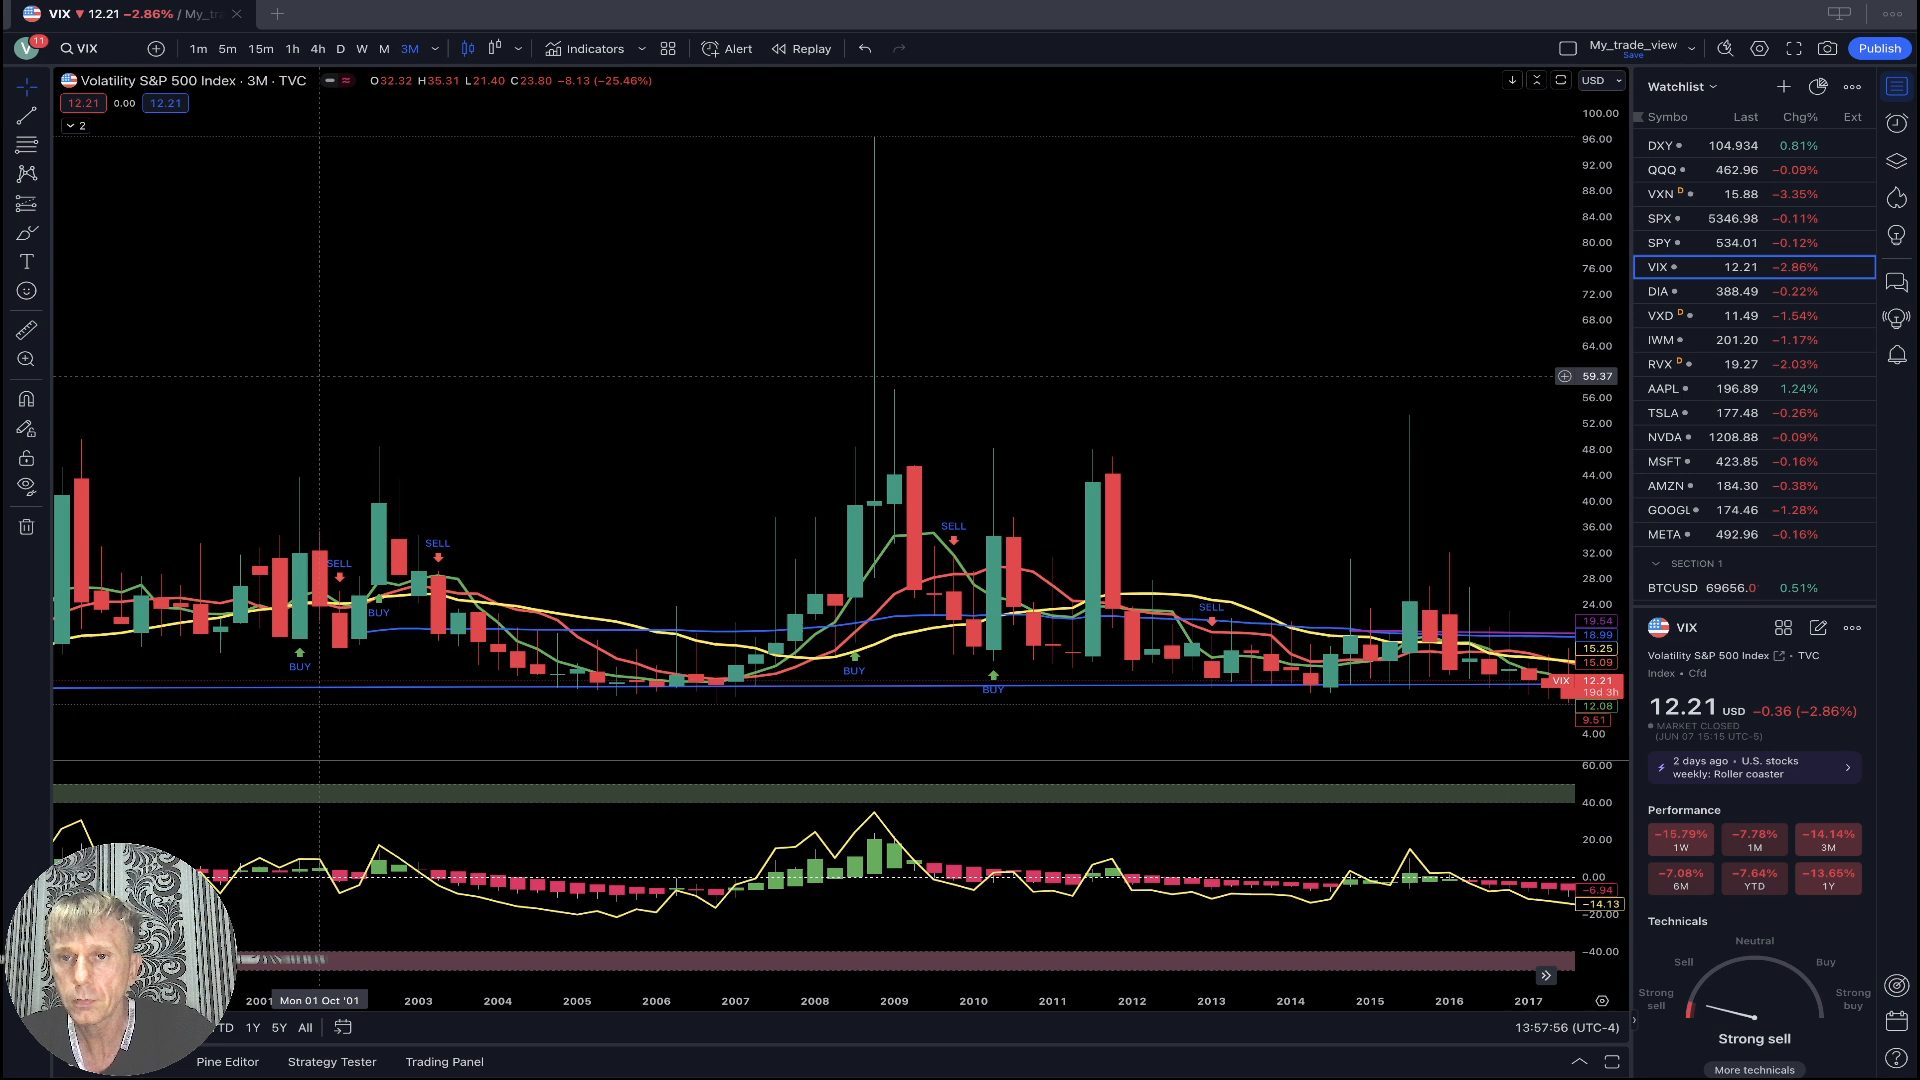 VIX ▼ 12.21 −2.86% / My_tr
V 11 VIX 1m 5m 15m 1h 4h D W M 3M Indicators Alert Replay My_trade_view Save Publish
Volatility S&P 500 Index · 3M · TVC O32.32 H35.31 L21.40 C23.80 −8.13 (−25.46%) USD
12.21 0.00 12.21
2
100.00
96.00
92.00
88.00
84.00
80.00
76.00
72.00
68.00
64.00
59.37
56.00
52.00
48.00
44.00
40.00
36.00
32.00
28.00
24.00
19.54
18.99
15.25
15.09
VIX 12.21
19d 3h
12.08
9.51
4.00
SELL
SELL
SELL
SELL
BUY
BUY
BUY
BUY
60.00
40.00
20.00
0.00
−6.94
−14.13
−20.00
−40.00
2001 Mon 01 Oct '01 2003 2004 2005 2006 2007 2008 2009 2010 2011 2012 2013 2014 2015 2016 2017
TD 1Y 5Y All 13:57:56 (UTC-4)
Pine Editor Strategy Tester Trading Panel
Watchlist
Symbo Last Chg% Ext
DXY 104.934 0.81%
QQQ 462.96 −0.09%
VXN D 15.88 −3.35%
SPX 5346.98 −0.11%
SPY 534.01 −0.12%
VIX 12.21 −2.86%
DIA 388.49 −0.22%
VXD D 11.49 −1.54%
IWM 201.20 −1.17%
RVX D 19.27 −2.03%
AAPL 196.89 1.24%
TSLA 177.48 −0.26%
NVDA 1208.88 −0.09%
MSFT 423.85 −0.16%
AMZN 184.30 −0.38%
GOOGL 174.46 −1.28%
META 492.96 −0.16%
SECTION 1
BTCUSD 69656.0 0.51%
VIX
Volatility S&P 500 Index · TVC
Index · Cfd
12.21 USD −0.36 (−2.86%)
MARKET CLOSED
(JUN 07 15:15 UTC-5)
2 days ago · U.S. stocks
weekly: Roller coaster
Performance
−15.79% −7.78% −14.14%
1W 1M 3M
−7.08% −7.64% −13.65%
6M YTD 1Y
Technicals
Neutral
Sell Buy
Strong sell Strong buy
Strong sell
More technicals